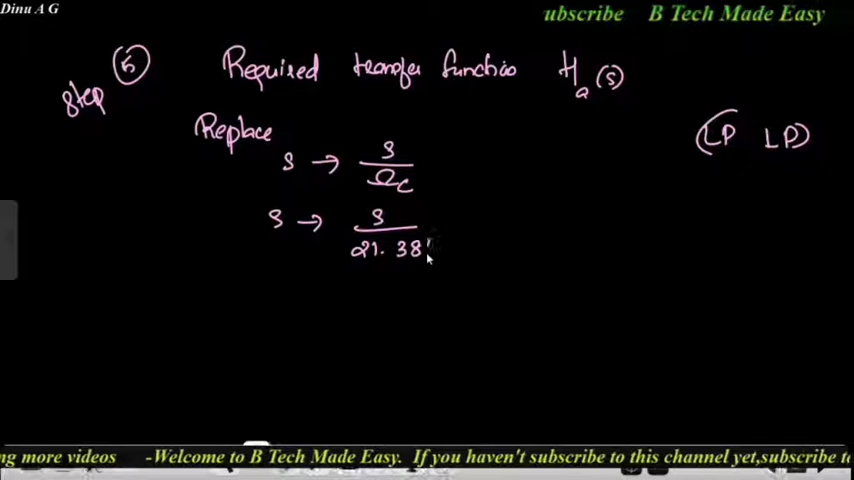 Dinu A G
ubscribe B Tech Made Easy
Step 5 Required transfer function Ha(s)
Replace
(LP LP)
s → s/Ωc
s → s/21.38
ng more videos -Welcome to B Tech Made Easy. If you haven't subscribe to this channel yet,subscribe to